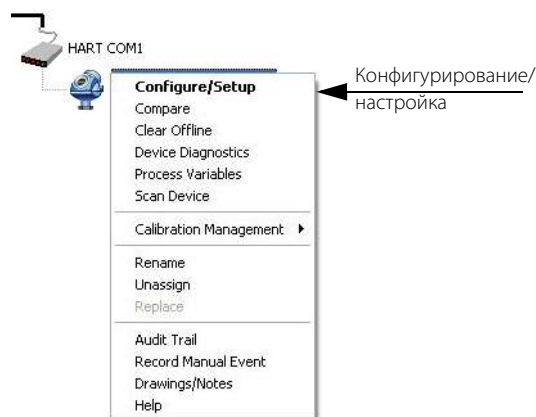 HART COM1
Configure/Setup
Конфигурирование/
настройка
Compare
Clear Offline
Device Diagnostics
Process Variables
Scan Device
Calibration Management
Rename
Unassign
Replace
Audit Trail
Record Manual Event
Drawings/Notes
Help